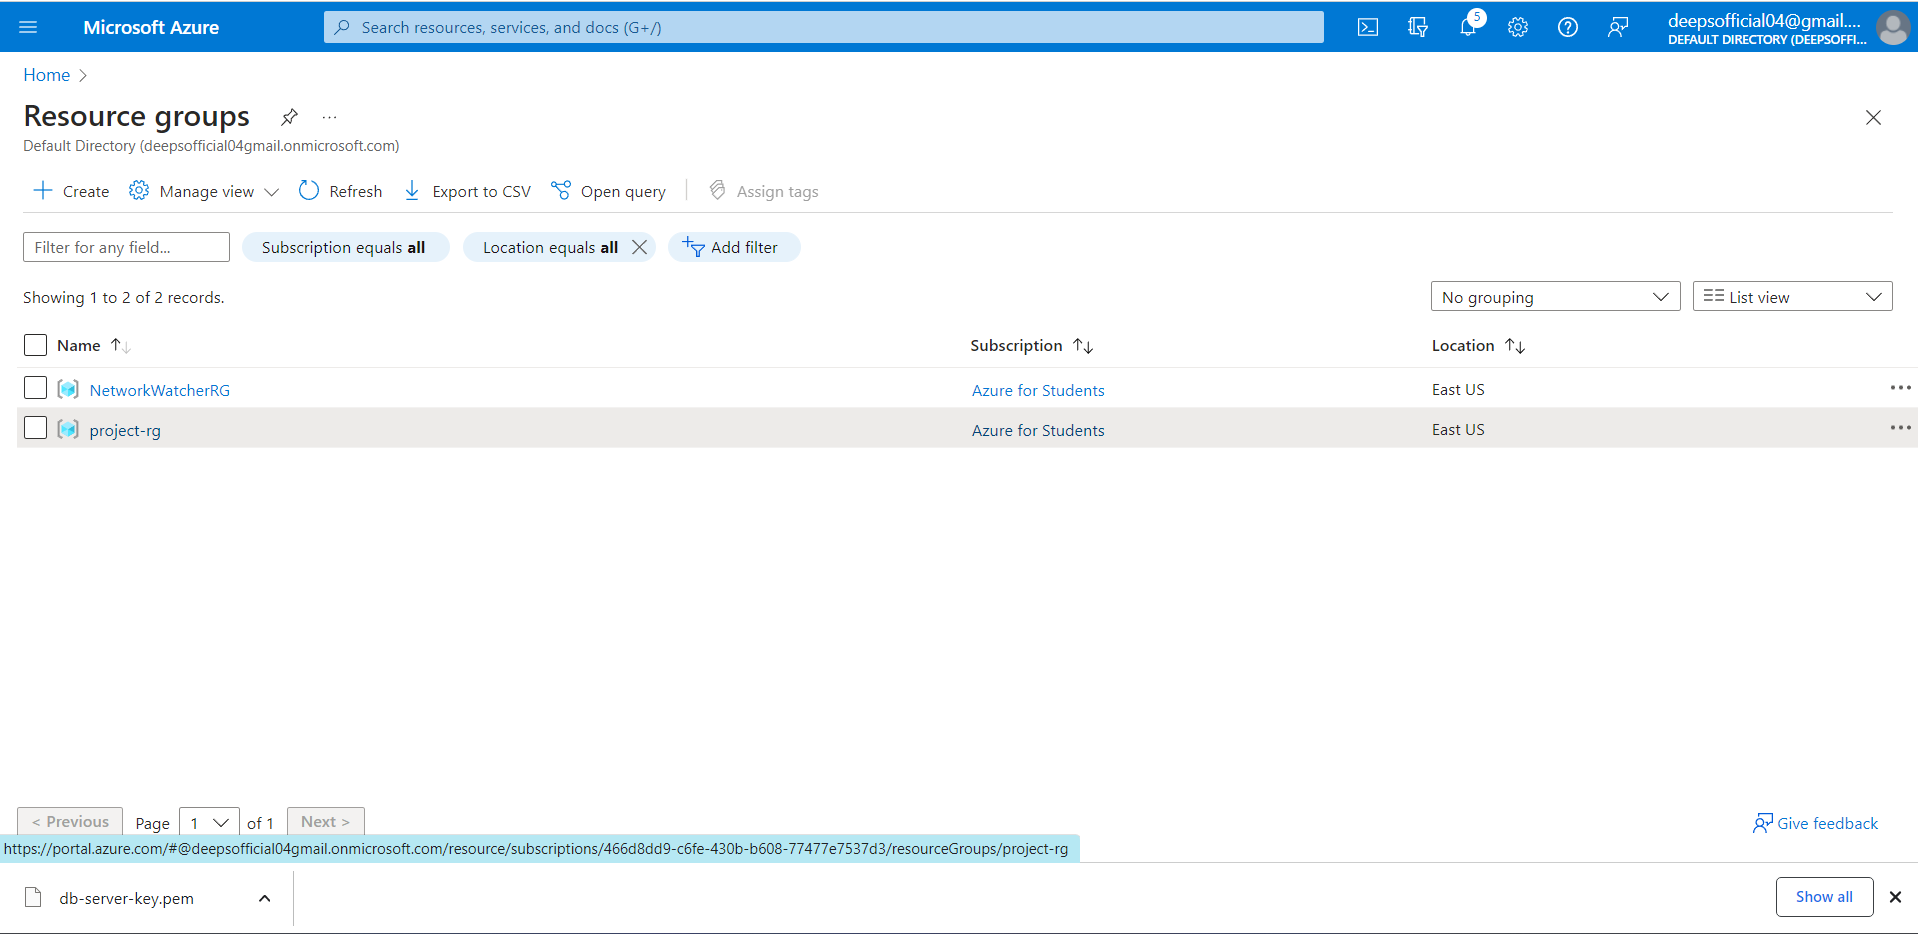 Microsoft Azure
Search resources, services, and docs (G+/)
5
deepsofficial04@gmail....
DEFAULT DIRECTORY (DEEPSOFFI...
Home >
Resource groups
...
Default Directory (deepsofficial04gmail.onmicrosoft.com)
Create Manage view Refresh Export to CSV Open query Assign tags
Filter for any field... Subscription equals all Location equals all Add filter
Showing 1 to 2 of 2 records. No grouping List view
Name Subscription Location
NetworkWatcherRG Azure for Students East US ...
project-rg Azure for Students East US ...
< Previous Page 1 of 1 Next > Give feedback
https://portal.azure.com/#@deepsofficial04gmail.onmicrosoft.com/resource/subscriptions/466d8dd9-c6fe-430b-b608-77477e7537d3/resourceGroups/project-rg
db-server-key.pem Show all